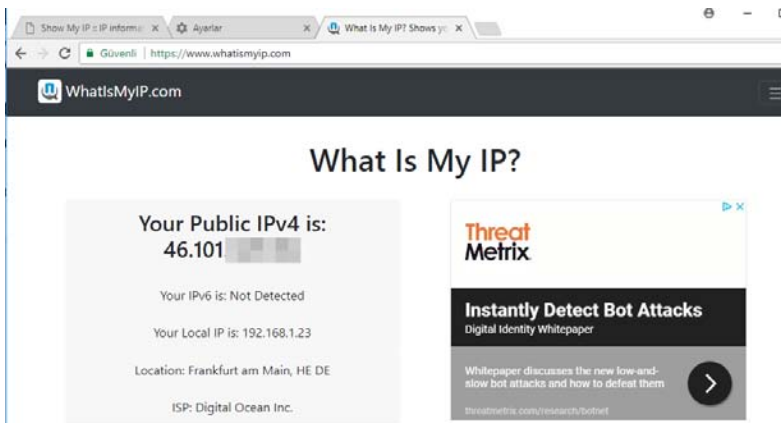 Show My IP :: IP informa
Ayarlar
What Is My IP? Shows yo
Güvenli | https://www.whatismyip.com
WhatIsMyIP.com
What Is My IP?
Your Public IPv4 is:
46.101.
Your IPv6 is: Not Detected
Your Local IP is: 192.168.1.23
Location: Frankfurt am Main, HE DE
ISP: Digital Ocean Inc.
Threat
Metrix
Instantly Detect Bot Attacks
Digital Identity Whitepaper
Whitepaper discusses the new low-and-
slow bot attacks and how to defeat them
threatmetrix.com/research/botnet